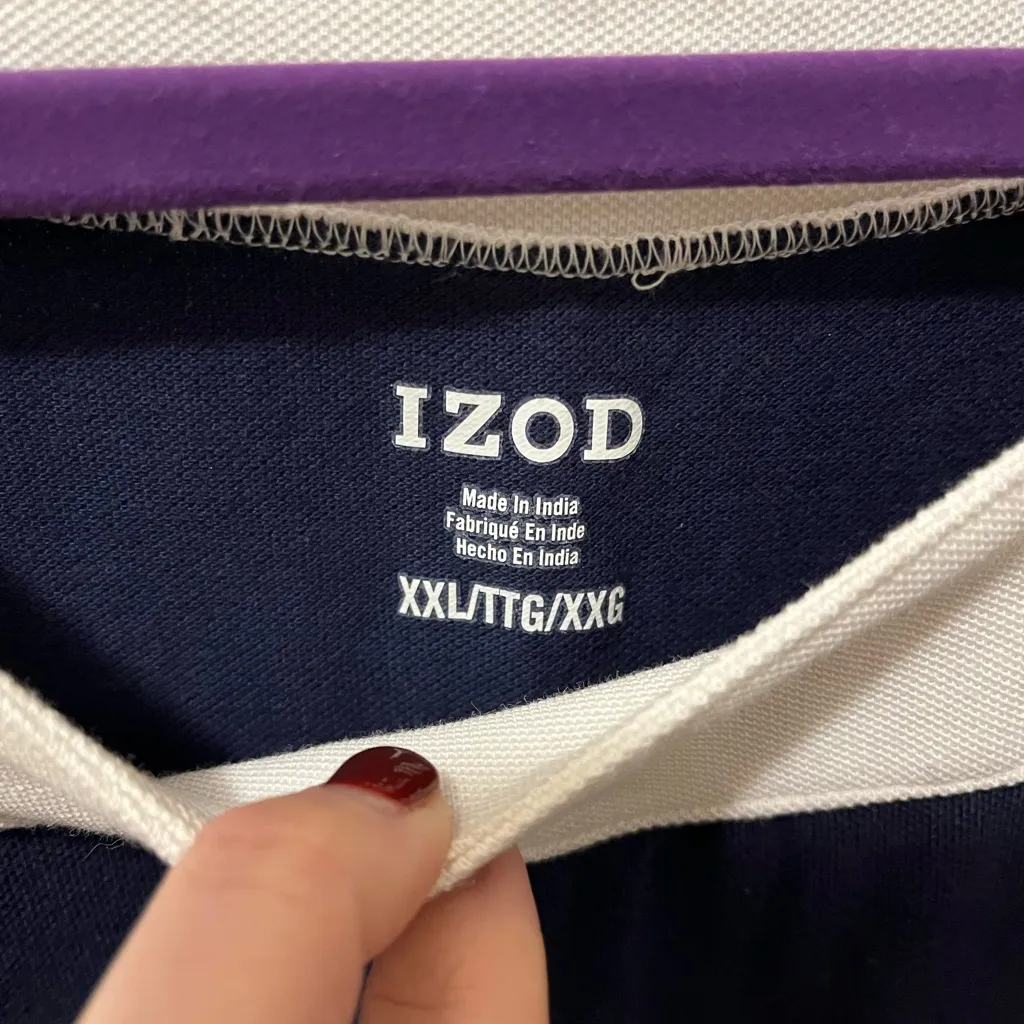 IZOD
Made In India
Fabriqué En Inde
Hecho En India
XXL/TTG/XXG